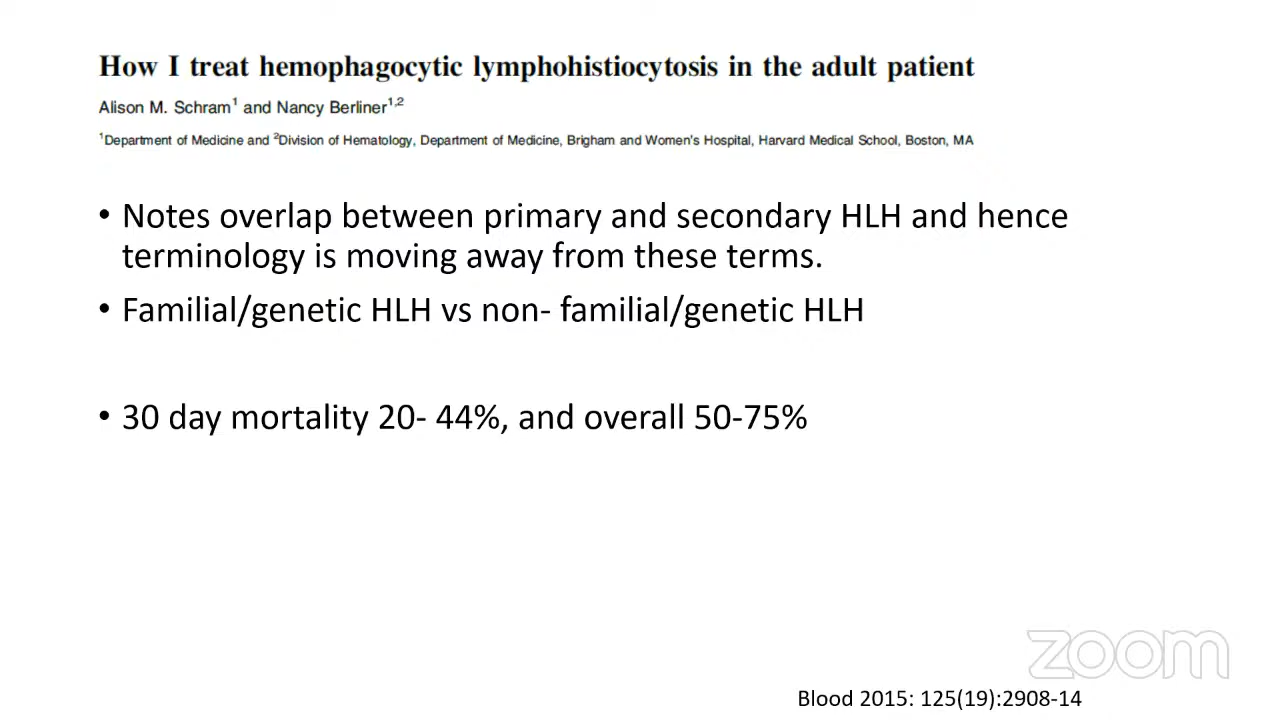 How I treat hemophagocytic lymphohistiocytosis in the adult patient
Alison M. Schram¹ and Nancy Berliner¹,²
¹Department of Medicine and ²Division of Hematology, Department of Medicine, Brigham and Women's Hospital, Harvard Medical School, Boston, MA
• Notes overlap between primary and secondary HLH and hence
terminology is moving away from these terms.
• Familial/genetic HLH vs non- familial/genetic HLH
• 30 day mortality 20- 44%, and overall 50-75%
zoom
Blood 2015: 125(19):2908-14